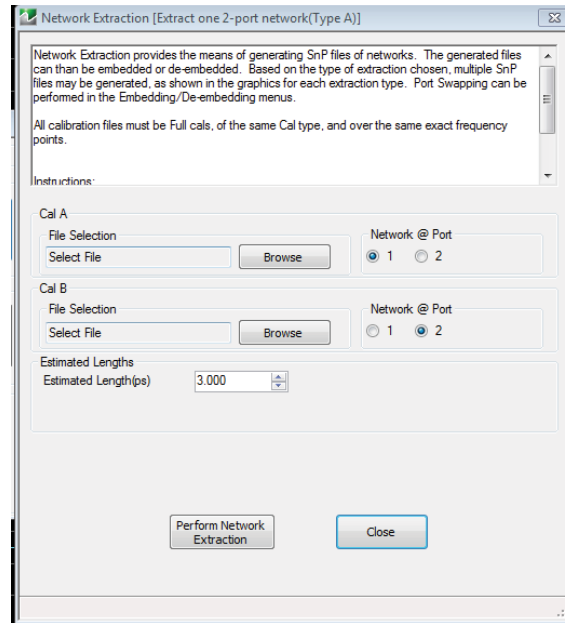 Network Extraction [Extract one 2-port network(Type A)]
Network Extraction provides the means of generating SnP files of networks. The generated files
can than be embedded or de-embedded. Based on the type of extraction chosen, multiple SnP
files may be generated, as shown in the graphics for each extraction type. Port Swapping can be
performed in the Embedding/De-embedding menus.
All calibration files must be Full cals, of the same Cal type, and over the same exact frequency
points.
Instructions:
Cal A
File Selection
Network @ Port
Select File
Browse
1
2
Cal B
File Selection
Network @ Port
Select File
Browse
1
2
Estimated Lengths
Estimated Length(ps)
3.000
Perform Network
Extraction
Close